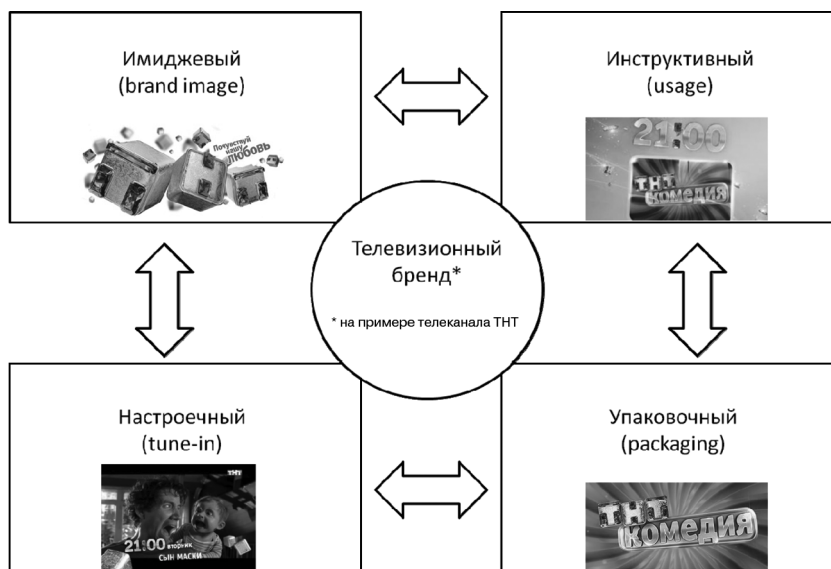 Имиджевый
(brand image)
Почувствуй
нашу
ЛЮБОВЬ
Инструктивный
(usage)
21:00
ТНТ
КОМЕДИЯ
Телевизионный
бренд*
* на примере телеканала ТНТ
Настроечный
(tune-in)
ТНТ
21:00 вторник
СЫН МАСКИ
Упаковочный
(packaging)
ТНТ
КОМЕДИЯ